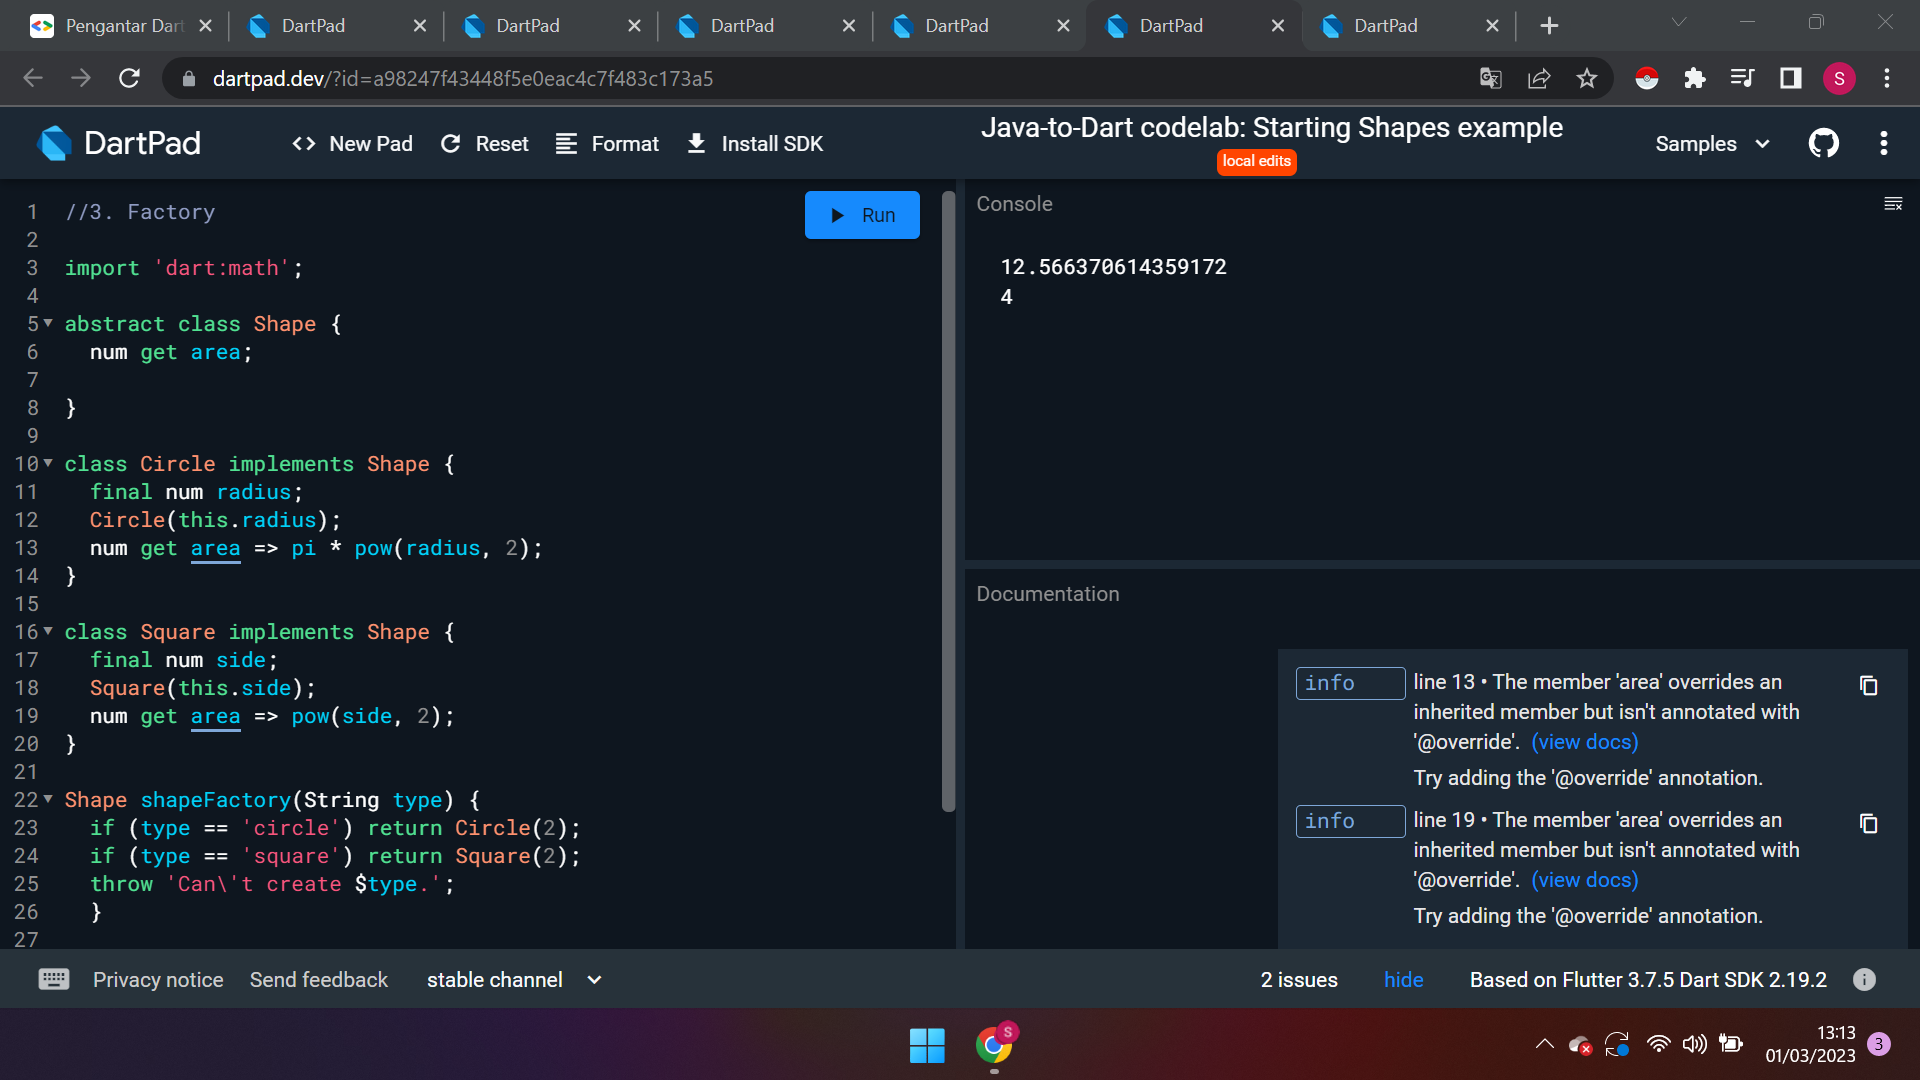 Pengantar Dart
DartPad
DartPad
DartPad
DartPad
DartPad
DartPad
dartpad.dev/?id=a98247f43448f5e0eac4c7f483c173a5
S
DartPad
New Pad
Reset
Format
Install SDK
Java-to-Dart codelab: Starting Shapes example
local edits
Samples
1 //3. Factory
2
3 import 'dart:math';
4
5 abstract class Shape {
6 num get area;
7
8 }
9
10 class Circle implements Shape {
11 final num radius;
12 Circle(this.radius);
13 num get area => pi * pow(radius, 2);
14 }
15
16 class Square implements Shape {
17 final num side;
18 Square(this.side);
19 num get area => pow(side, 2);
20 }
21
22 Shape shapeFactory(String type) {
23 if (type == 'circle') return Circle(2);
24 if (type == 'square') return Square(2);
25 throw 'Can\'t create $type.';
26 }
27
Run
Console
12.566370614359172
4
Documentation
info line 13 • The member 'area' overrides an
inherited member but isn't annotated with
'@override'. (view docs)
Try adding the '@override' annotation.
info line 19 • The member 'area' overrides an
inherited member but isn't annotated with
'@override'. (view docs)
Try adding the '@override' annotation.
Privacy notice
Send feedback
stable channel
2 issues
hide
Based on Flutter 3.7.5 Dart SDK 2.19.2
S
13:13
01/03/2023
3